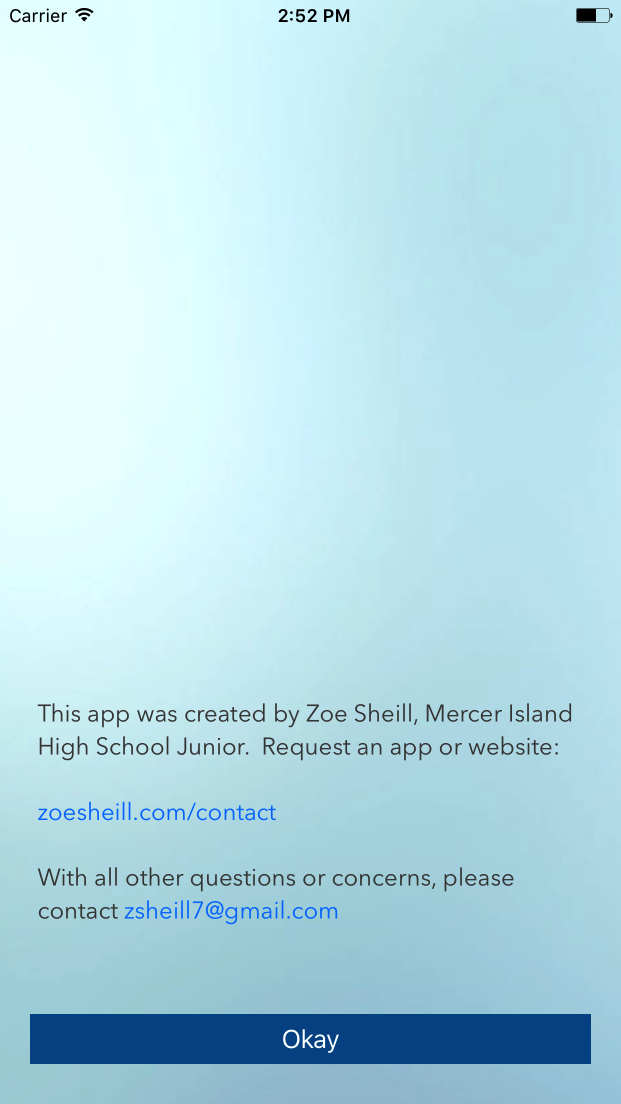 Carrier 2:52 PM
This app was created by Zoe Sheill, Mercer Island
High School Junior.  Request an app or website:
zoesheill.com/contact
With all other questions or concerns, please
contact zsheill7@gmail.com
Okay